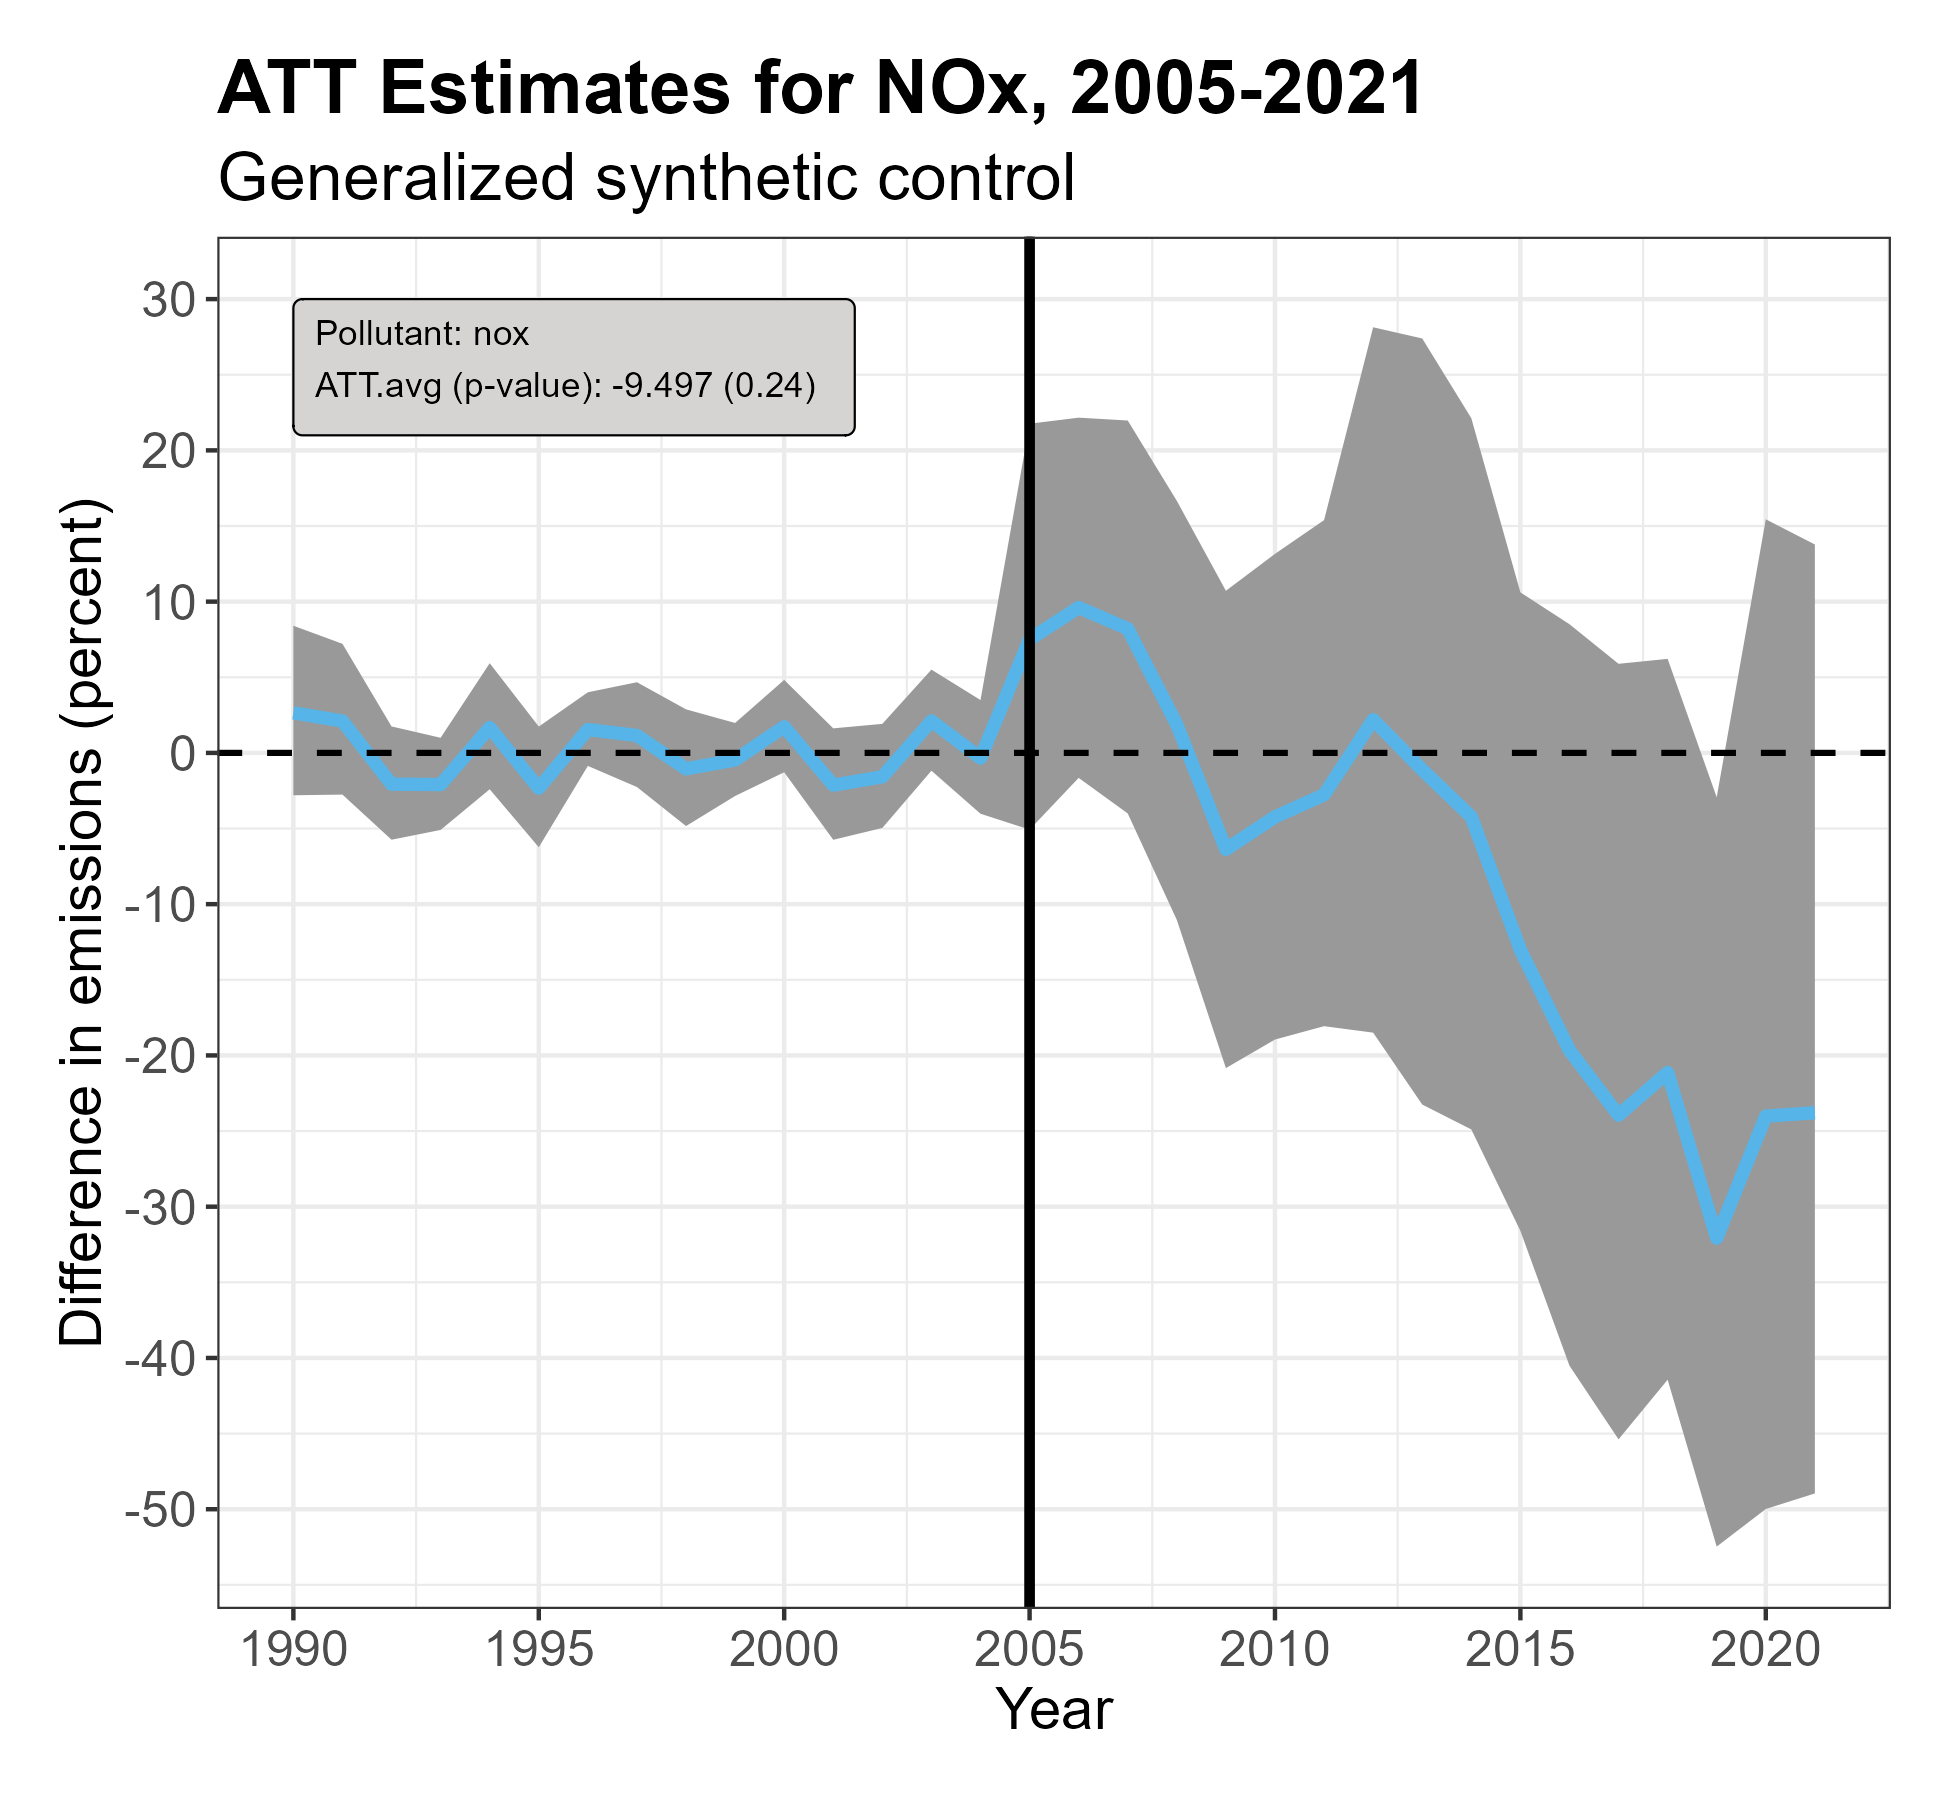 ATT Estimates for NOx, 2005-2021
Generalized synthetic control
Pollutant: nox
ATT.avg (p-value): -9.497 (0.24)
Difference in emissions (percent)
30
20
10
0
-10
-20
-30
-40
-50
1990
1995
2000
2005
2010
2015
2020
Year